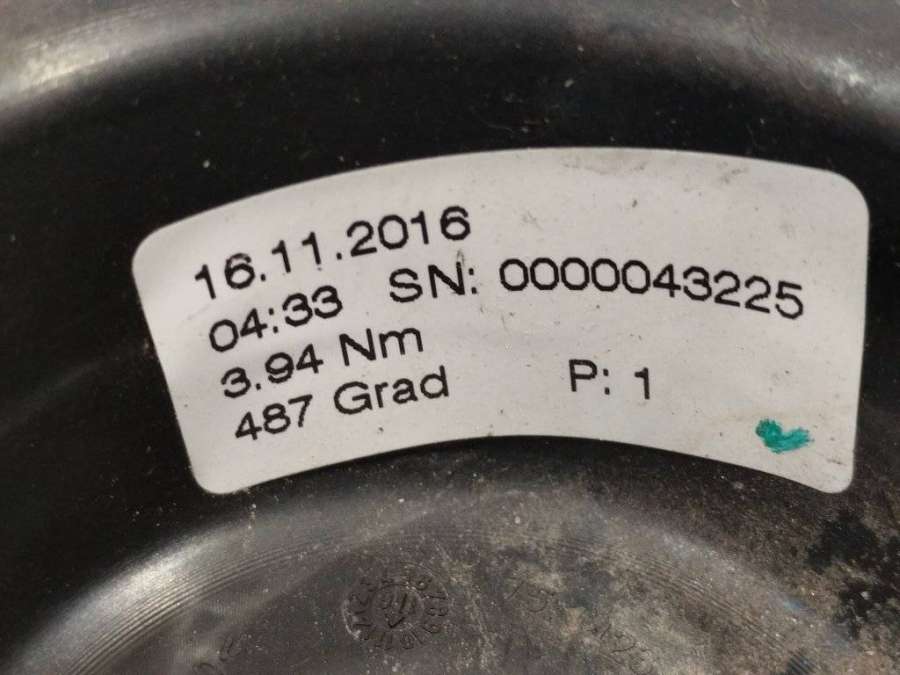 16.11.2016
04:33 SN: 0000043225
3.94 Nm
487 Grad P: 1